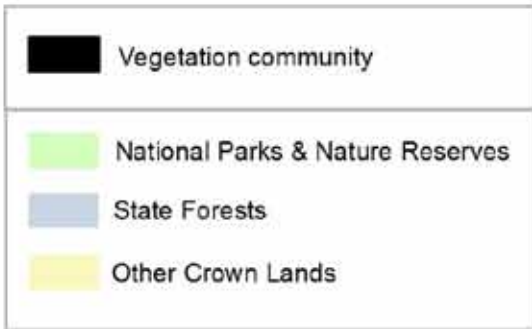 Vegetation community
National Parks & Nature Reserves
State Forests
Other Crown Lands